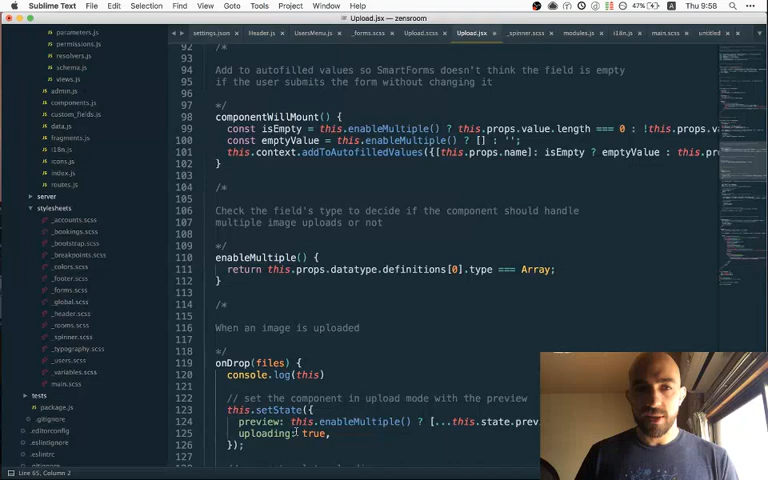 Sublime Text File Edit Selection Find View Goto Tools Project Window Help 47% Thu 9:58
Upload.jsx — zensroom
settings.json Header.js UsersMenu.js _forms.scss Upload.scss Upload.jsx _spinner.scss modules.js i18n.js main.scss untitled
parameters.js
permissions.js
resolvers.js
schema.js
views.js
admin.js
components.js
custom_fields.js
data.js
fragments.js
i18n.js
icons.js
index.js
routes.js
server
stylesheets
_accounts.scss
_bookings.scss
_bootstrap.scss
_breakpoints.scss
_colors.scss
_footer.scss
_forms.scss
_global.scss
_header.scss
_rooms.scss
_spinner.scss
_typography.scss
_users.scss
_variables.scss
main.scss
tests
package.js
.gitignore
.editorconfig
.eslintignore
.eslintrc
.gitignore
92 /*
93
94 Add to autofilled values so SmartForms doesn't think the field is empty
95 if the user submits the form without changing it
96
97 */
98 componentWillMount() {
99 const isEmpty = this.enableMultiple() ? this.props.value.length === 0 : !this.props.v
100 const emptyValue = this.enableMultiple() ? [] : '';
101 this.context.addToAutofilledValues({[this.props.name]: isEmpty ? emptyValue : this.pr
102 }
103
104 /*
105
106 Check the field's type to decide if the component should handle
107 multiple image uploads or not
108
109 */
110 enableMultiple() {
111 return this.props.datatype.definitions[0].type === Array;
112 }
113
114 /*
115
116 When an image is uploaded
117
118 */
119 onDrop(files) {
120 console.log(this)
121
122 // set the component in upload mode with the preview
123 this.setState({
124 preview: this.enableMultiple() ? [...this.state.prev
125 uploading: true,
126 });
127
Line 65, Column 2